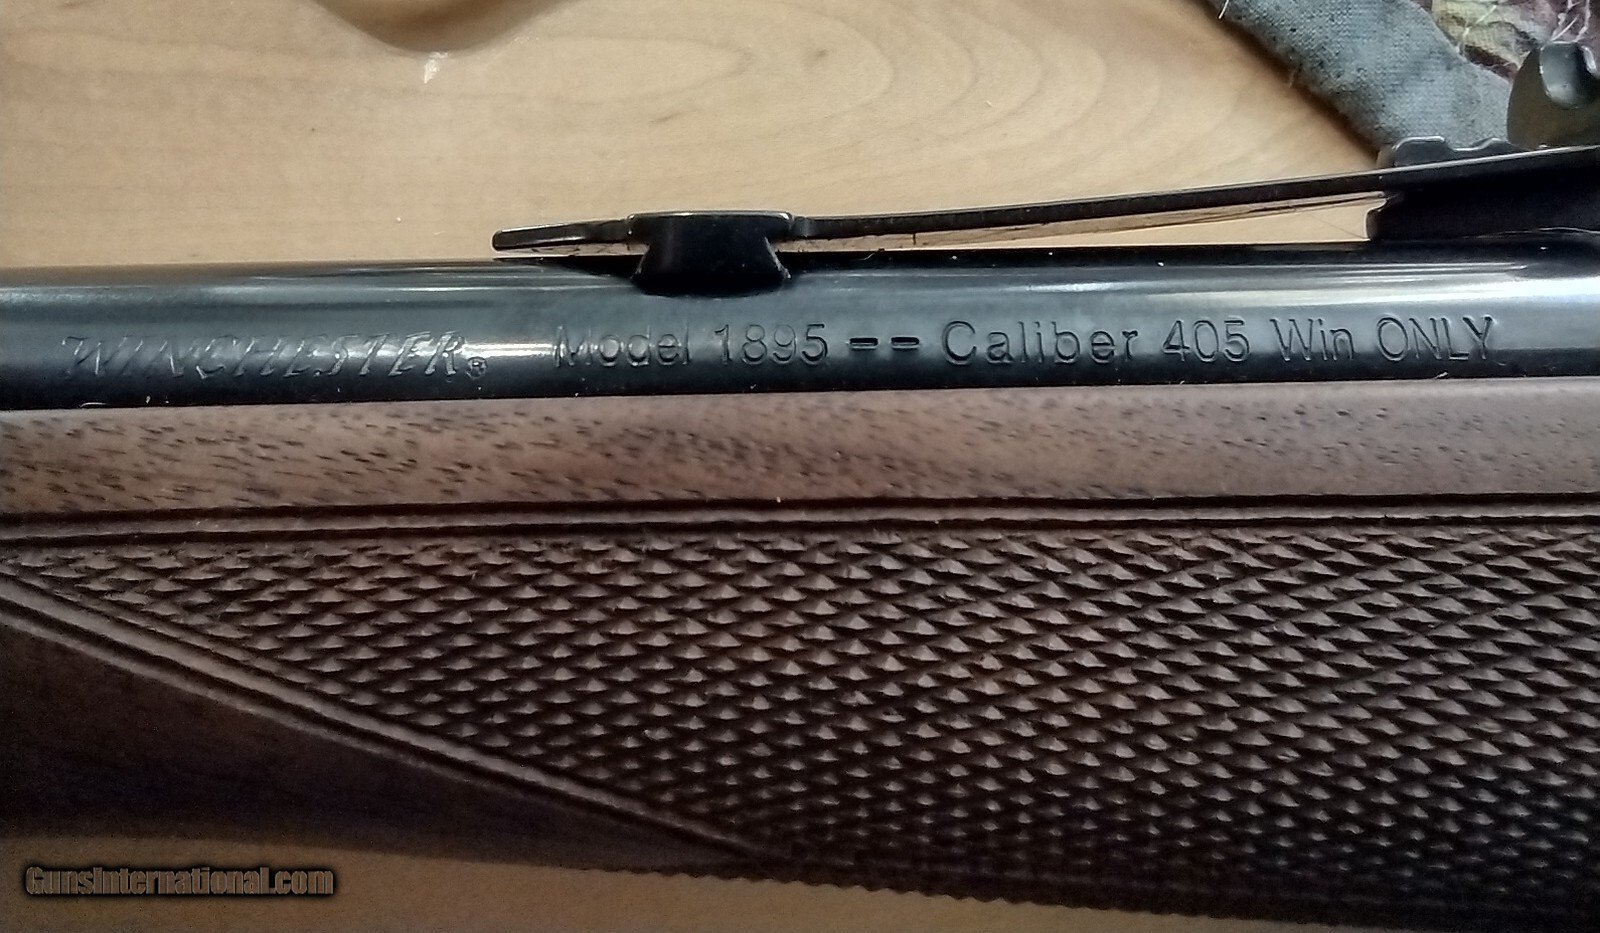 WINCHESTER® Model 1895 == Caliber 405 Win ONLY
GunsInternational.com